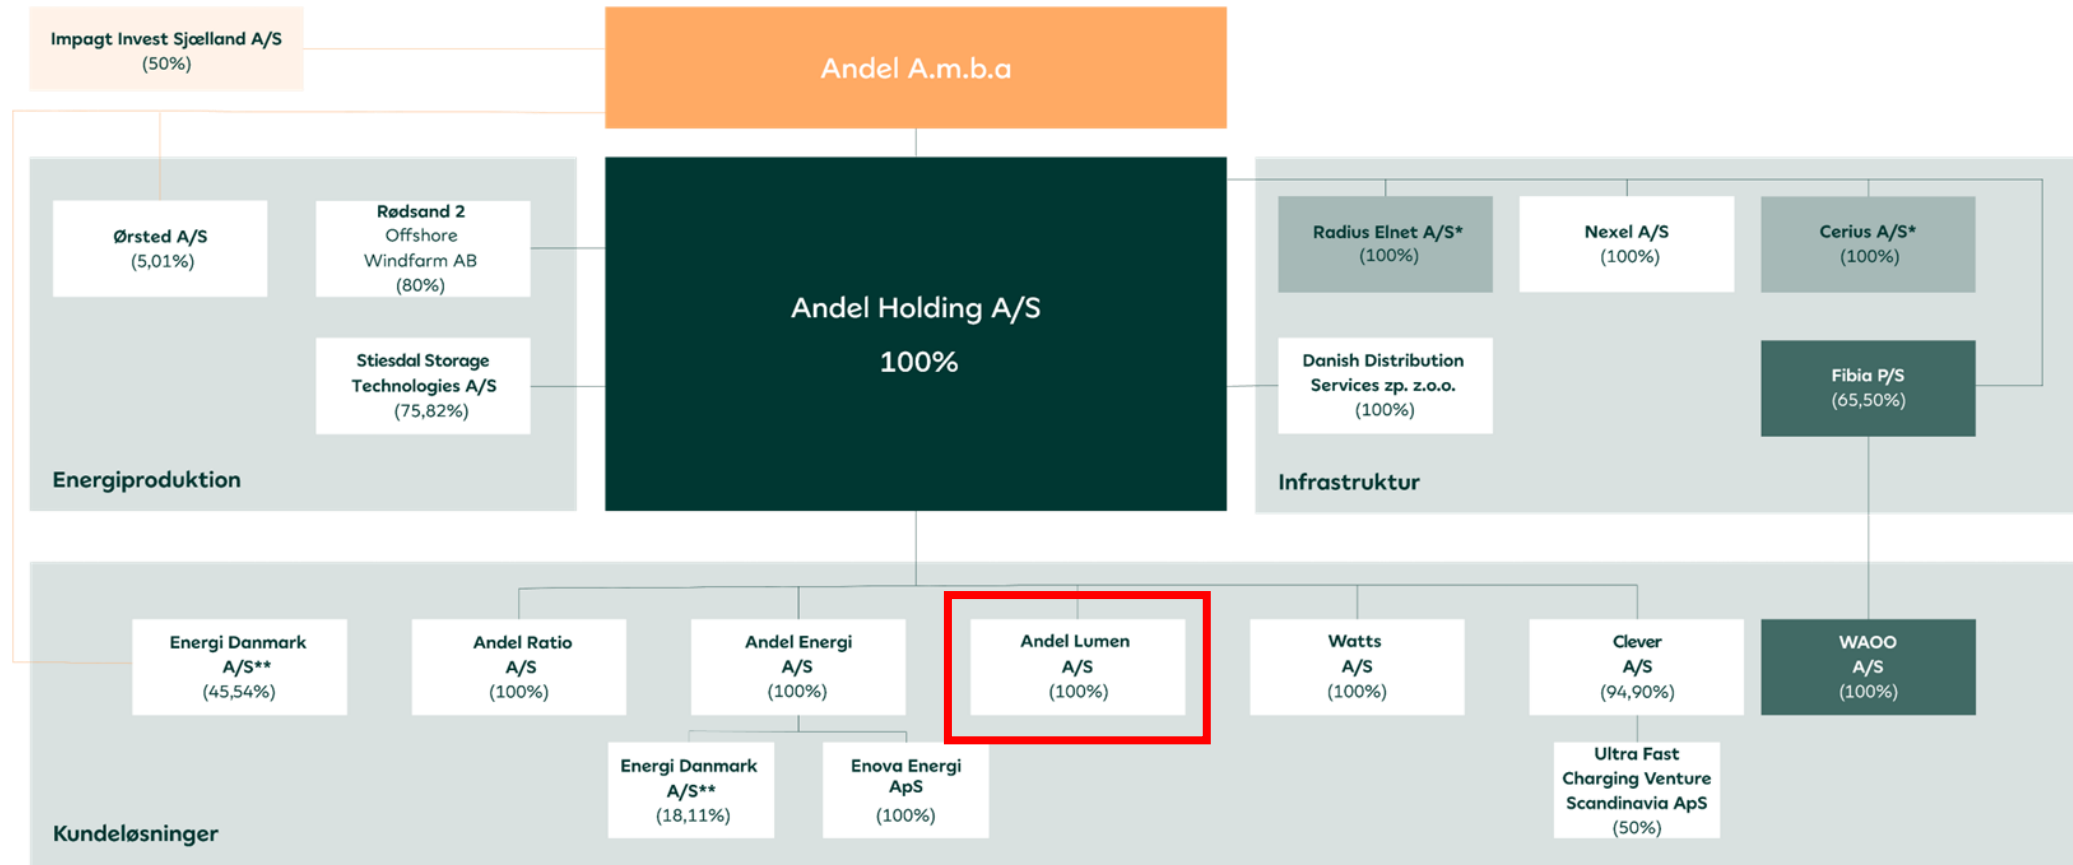 Impagt Invest Sjælland A/S
(50%)
Andel A.m.b.a
Ørsted A/S
(5,01%)
Rødsand 2
Offshore
Windfarm AB
(80%)
Stiesdal Storage
Technologies A/S
(75,82%)
Energiproduktion
Andel Holding A/S
100%
Radius Elnet A/S*
(100%)
Nexel A/S
(100%)
Cerius A/S*
(100%)
Danish Distribution
Services zp. z.o.o.
(100%)
Fibia P/S
(65,50%)
Infrastruktur
Energi Danmark
A/S**
(45,54%)
Andel Ratio
A/S
(100%)
Andel Energi
A/S
(100%)
Andel Lumen
A/S
(100%)
Watts
A/S
(100%)
Clever
A/S
(94,90%)
WAOO
A/S
(100%)
Energi Danmark
A/S**
(18,11%)
Enova Energi
ApS
(100%)
Ultra Fast
Charging Venture
Scandinavia ApS
(50%)
Kundeløsninger